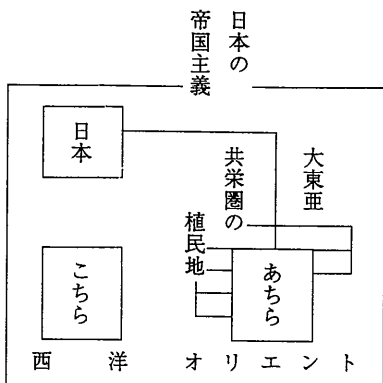 日本の
帝国主義
日本
大東亜
共栄圏の
植民地
こちら
あちら
西洋
オリエント